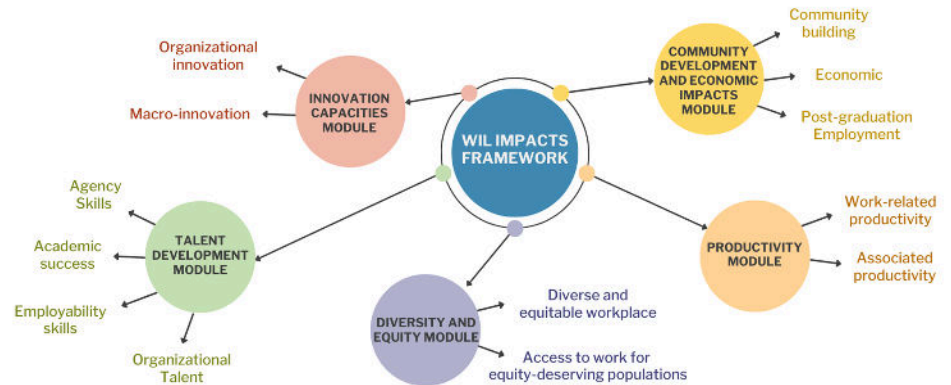 Organizational
innovation
Macro-innovation
INNOVATION
CAPACITIES
MODULE
WIL IMPACTS
FRAMEWORK
COMMUNITY
DEVELOPMENT
AND ECONOMIC
IMPACTS
MODULE
Community
building
Economic
Post-graduation
Employment
Agency
Skills
Academic
success
Employability
skills
Organizational
Talent
TALENT
DEVELOPMENT
MODULE
DIVERSITY AND
EQUITY MODULE
Diverse and
equitable workplace
Access to work for
equity-deserving populations
PRODUCTIVITY
MODULE
Work-related
productivity
Associated
productivity